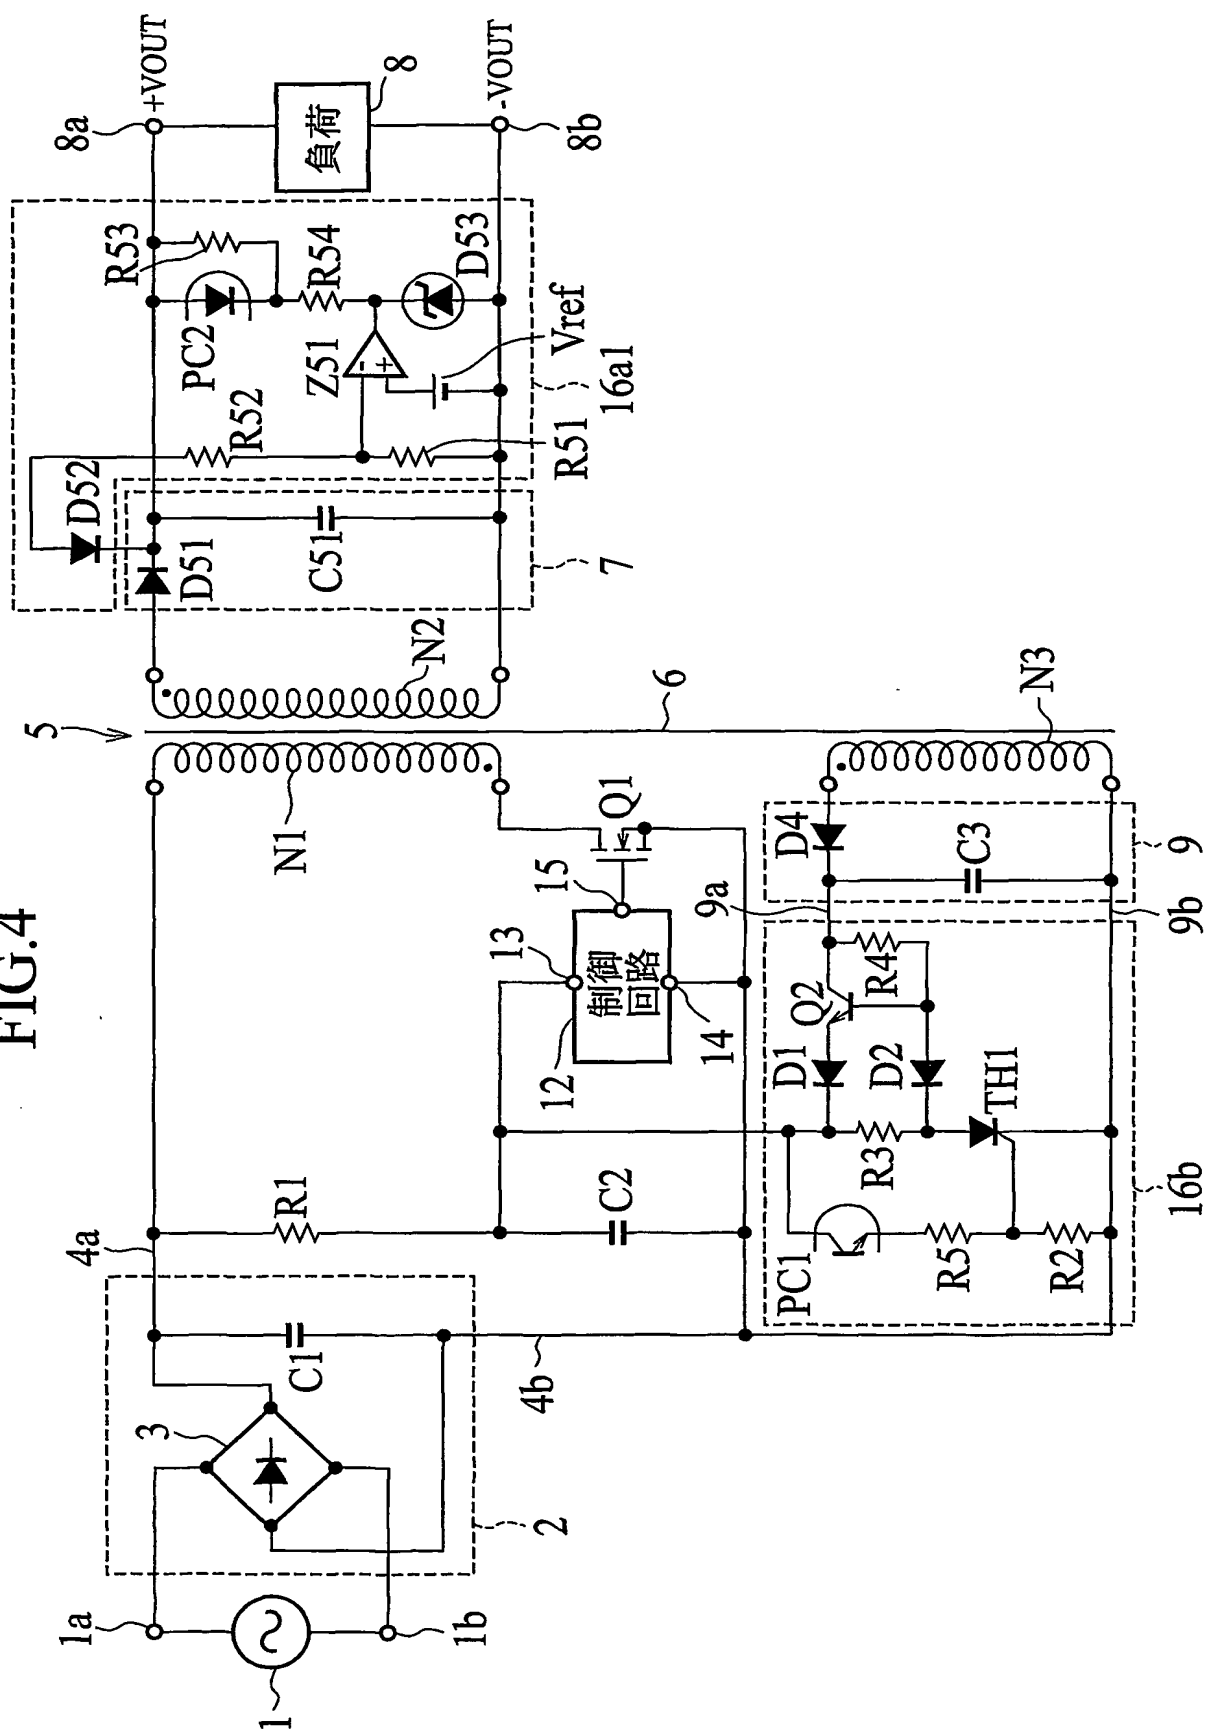 FIG.4
5
6
N1
N2
N3
1
1a
1b
2
3
C1
4a
4b
R1
C2
12
13
14
15
制御
回路
Q1
D51
C51
7
D52
R52
R51
Z51
-
+
Vref
16a1
PC2
R53
R54
D53
8a
+VOUT
負荷
8
8b
-VOUT
PC1
R5
R2
R3
D1
D2
TH1
Q2
R4
16b
9a
9b
D4
C3
9